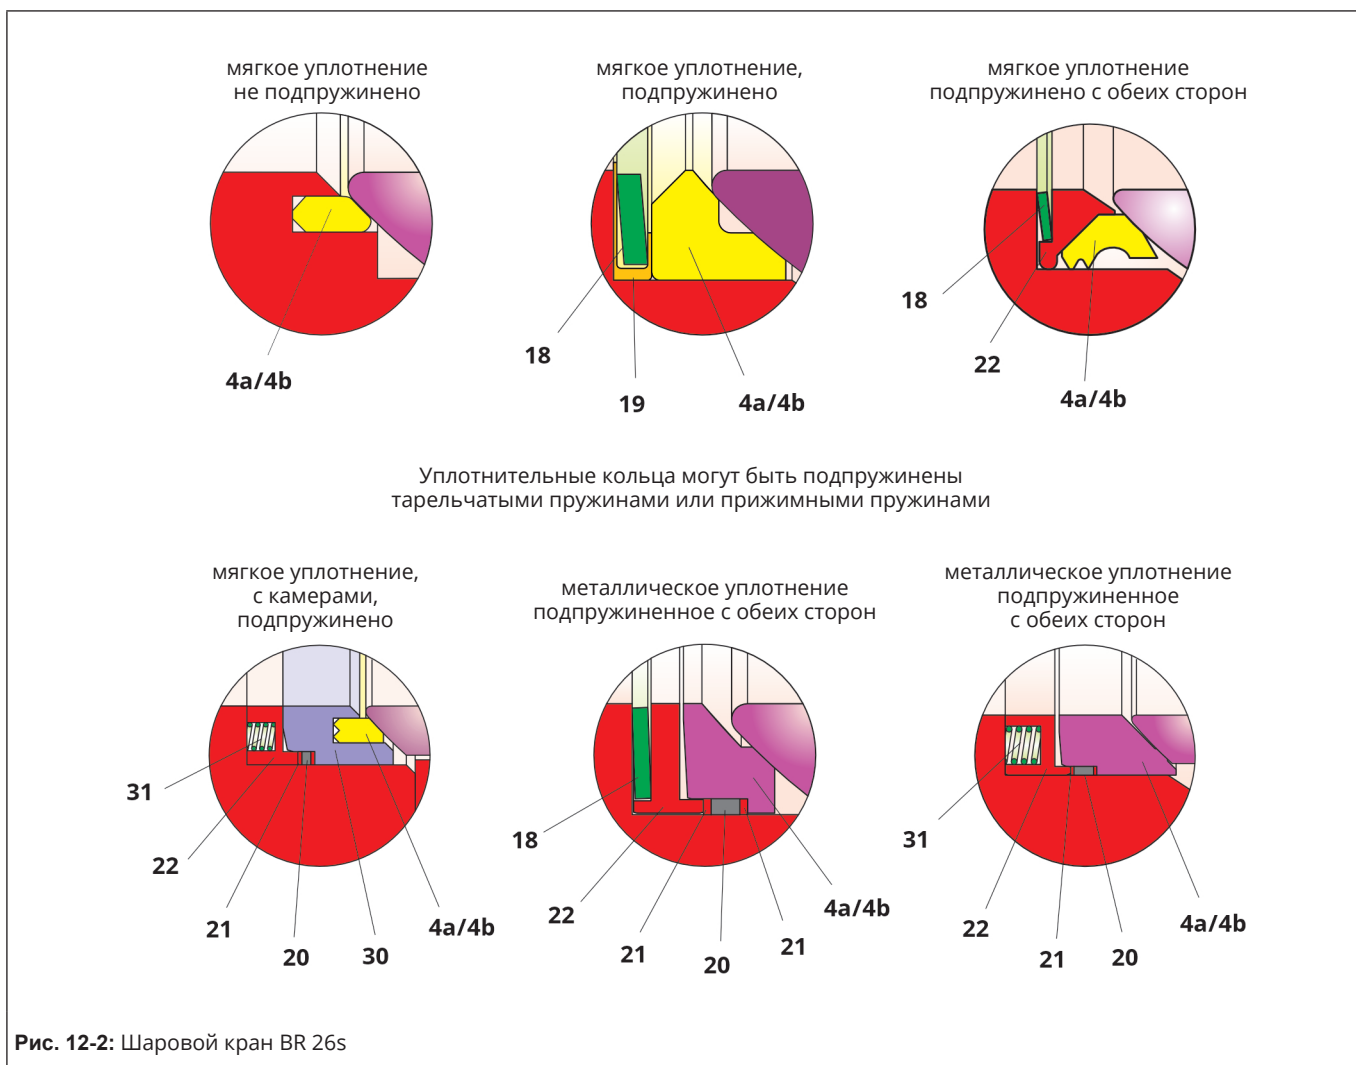 мягкое уплотнение
не подпружинено
4a/4b
мягкое уплотнение,
подпружинено
18
19
4a/4b
мягкое уплотнение
подпружинено с обеих сторон
18
22
4a/4b
Уплотнительные кольца могут быть подпружинены
тарельчатыми пружинами или прижимными пружинами
мягкое уплотнение,
с камерами,
подпружинено
31
22
21
20
30
4a/4b
металлическое уплотнение
подпружиненное с обеих сторон
18
22
21
20
21
4a/4b
металлическое уплотнение
подпружиненное
с обеих сторон
31
22
21
20
4a/4b
Рис. 12-2: Шаровой кран BR 26s